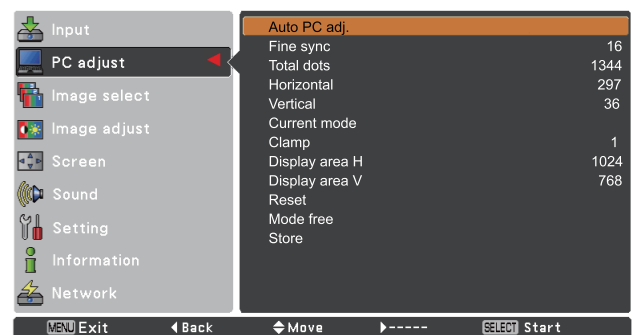 Input
PC adjust
Image select
Image adjust
Screen
Sound
Setting
Information
Network
Auto PC adj.
Fine sync 16
Total dots 1344
Horizontal 297
Vertical 36
Current mode
Clamp 1
Display area H 1024
Display area V 768
Reset
Mode free
Store
MENU Exit Back Move ----- SELECT Start